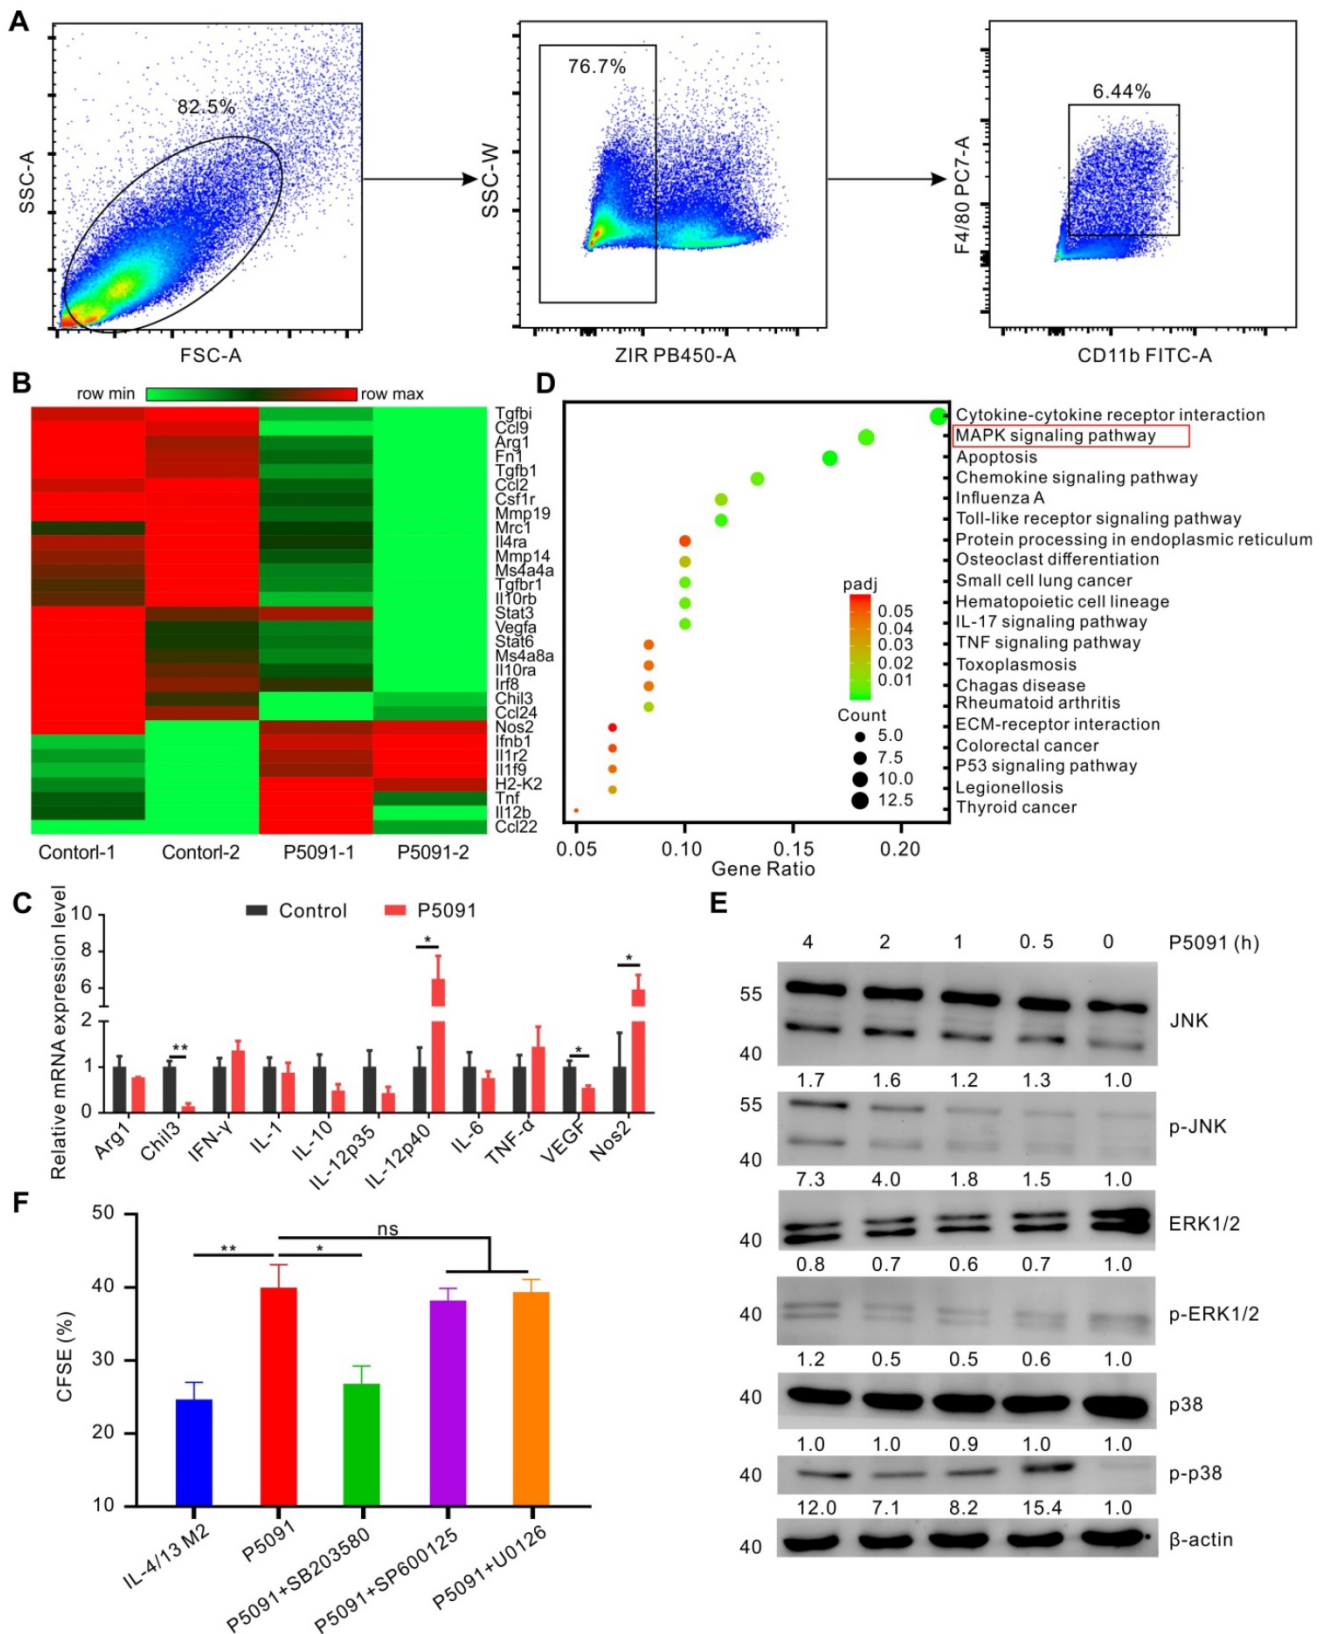 A
82.5%
SSC-A
FSC-A
76.7%
SSC-W
ZIR PB450-A
6.44%
F4/80 PC7-A
CD11b FITC-A
B
row min
row max
Tgfbi
Ccl9
Arg1
Fn1
Tgfb1
Ccl2
Csf1r
Mmp19
Mrc1
Il4ra
Mmp14
Ms4a4a
Tgfbr1
Il10rb
Stat3
Vegfa
Stat6
Ms4a8a
Il10ra
Irf8
Chil3
Ccl24
Nos2
Ifnb1
Il1r2
Il1f9
H2-K2
Tnf
Il12b
Ccl22
Contorl-1
Contorl-2
P5091-1
P5091-2
D
Cytokine-cytokine receptor interaction
MAPK signaling pathway
Apoptosis
Chemokine signaling pathway
Influenza A
Toll-like receptor signaling pathway
Protein processing in endoplasmic reticulum
Osteoclast differentiation
Small cell lung cancer
Hematopoietic cell lineage
IL-17 signaling pathway
TNF signaling pathway
Toxoplasmosis
Chagas disease
Rheumatoid arthritis
ECM-receptor interaction
Colorectal cancer
P53 signaling pathway
Legionellosis
Thyroid cancer
padj
0.05
0.04
0.03
0.02
0.01
Count
5.0
7.5
10.0
12.5
0.05 0.10 0.15 0.20
Gene Ratio
C
Relative mRNA expression level
Control
P5091
10
8
6
2
1
0
**
*
*
*
Arg1
Chil3
IFN-γ
IL-1
IL-10
IL-12p35
IL-12p40
IL-6
TNF-α
VEGF
Nos2
E
4 2 1 0.5 0 P5091 (h)
55
40
JNK
1.7 1.6 1.2 1.3 1.0
55
40
p-JNK
7.3 4.0 1.8 1.5 1.0
40
ERK1/2
0.8 0.7 0.6 0.7 1.0
40
p-ERK1/2
1.2 0.5 0.5 0.6 1.0
40
p38
1.0 1.0 0.9 1.0 1.0
40
p-p38
12.0 7.1 8.2 15.4 1.0
40
β-actin
F
CFSE (%)
50
40
30
20
10
**
*
ns
IL-4/13 M2
P5091
P5091+SB203580
P5091+SP600125
P5091+U0126